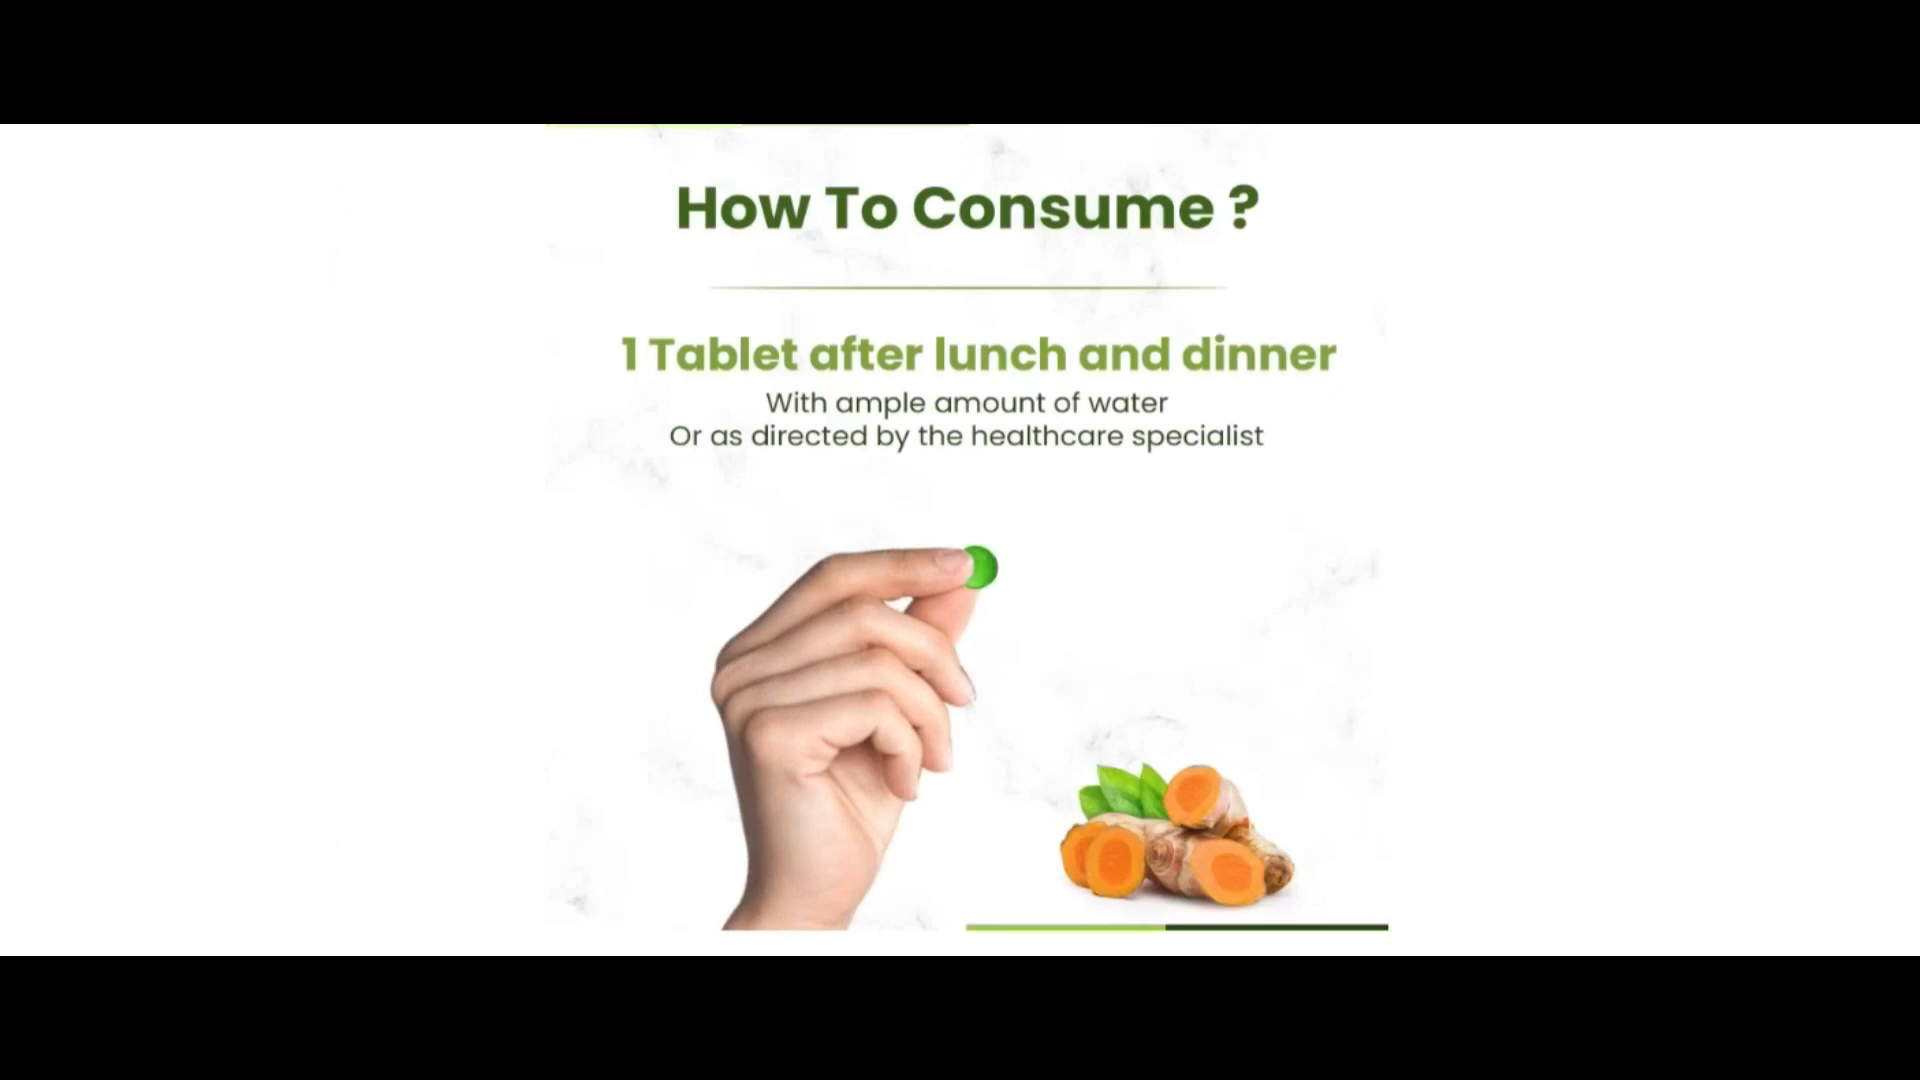 How To Consume ?
1 Tablet after lunch and dinner
With ample amount of water
Or as directed by the healthcare specialist